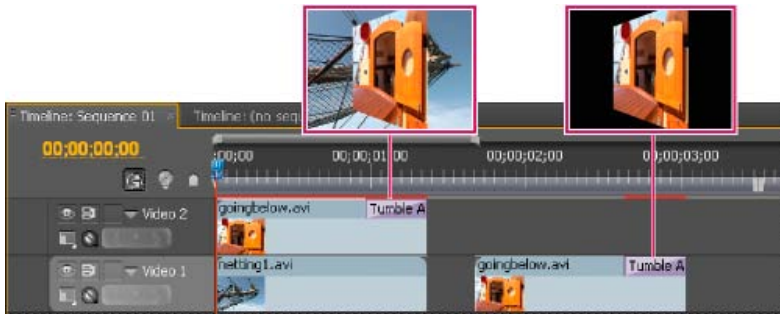 Timeline: Sequence 01 × Timeline: (no sequ
00;00;00;00
;00;00 00;00;01;00 00;00;02;00 00;00;03;00
Video 2
goingbelow.avi Tumble A
Video 1
netting1.avi goingbelow.avi Tumble A